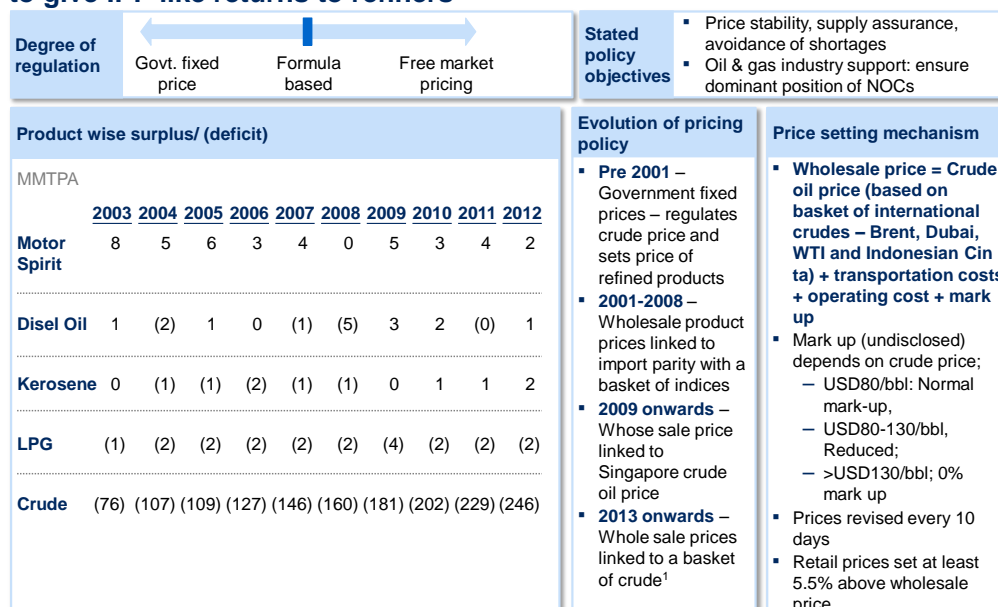 to give IPP like returns to refiners
Degree of
regulation
Govt. fixed
price
Formula
based
Free market
pricing
Stated
policy
objectives
▪ Price stability, supply assurance,
avoidance of shortages
▪ Oil & gas industry support: ensure
dominant position of NOCs
Product wise surplus/ (deficit)
MMTPA
2003 2004 2005 2006 2007 2008 2009 2010 2011 2012
Motor
Spirit 8 5 6 3 4 0 5 3 4 2
Disel Oil 1 (2) 1 0 (1) (5) 3 2 (0) 1
Kerosene 0 (1) (1) (2) (1) (1) 0 1 1 2
LPG (1) (2) (2) (2) (2) (2) (4) (2) (2) (2)
Crude (76) (107) (109) (127) (146) (160) (181) (202) (229) (246)
Evolution of pricing
policy
▪ Pre 2001 –
Government fixed
prices – regulates
crude price and
sets price of
refined products
▪ 2001-2008 –
Wholesale product
prices linked to
import parity with a
basket of indices
▪ 2009 onwards –
Whose sale price
linked to
Singapore crude
oil price
▪ 2013 onwards –
Whole sale prices
linked to a basket
of crude¹
Price setting mechanism
▪ Wholesale price = Crude
oil price (based on
basket of international
crudes – Brent, Dubai,
WTI and Indonesian Cin
ta) + transportation costs
+ operating cost + mark
up
▪ Mark up (undisclosed)
depends on crude price;
– USD80/bbl: Normal
mark-up,
– USD80-130/bbl,
Reduced;
– >USD130/bbl; 0%
mark up
▪ Prices revised every 10
days
▪ Retail prices set at least
5.5% above wholesale
price